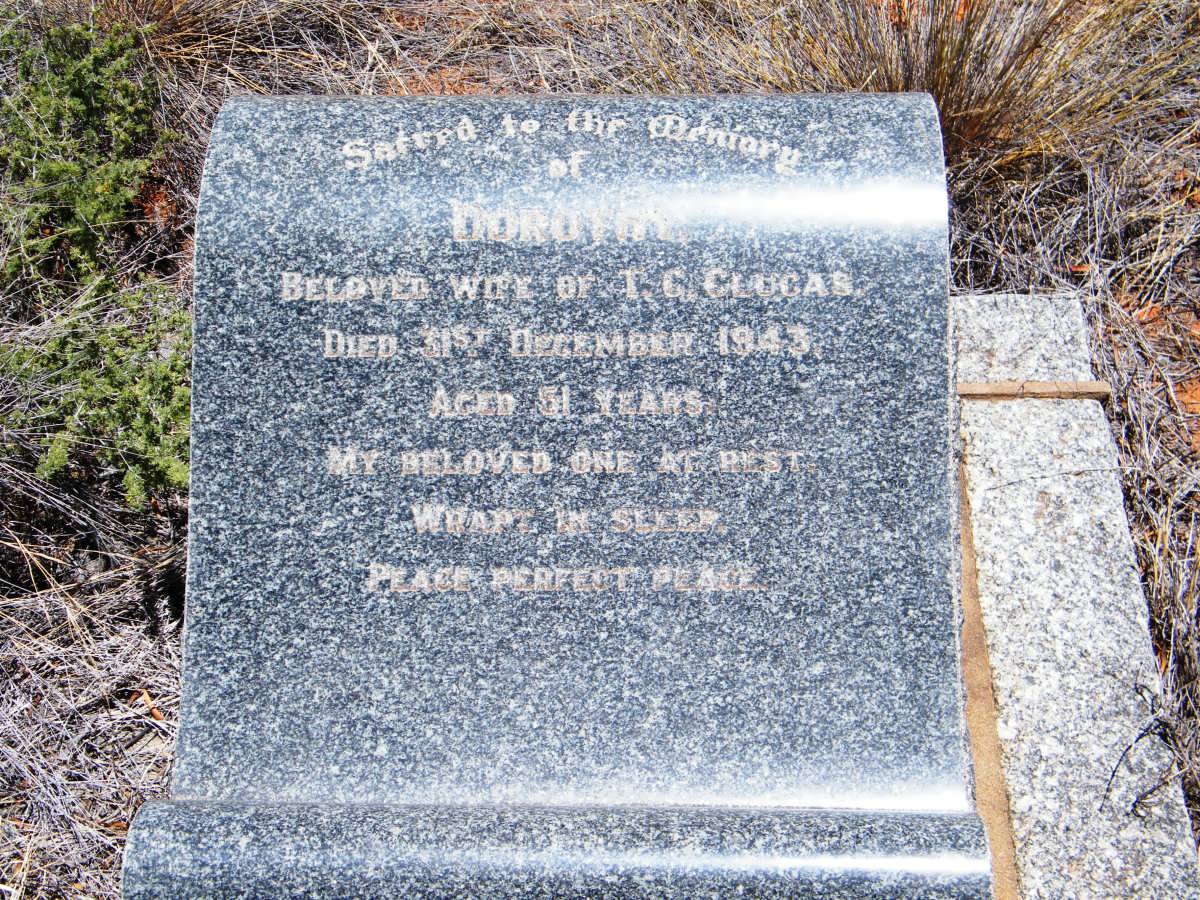 Sacred to the Memory
of
DOROTHY,
BELOVED WIFE OF T. C. CLUCAS.
DIED 31ST DECEMBER 1943.
AGED 51 YEARS.
MY BELOVED ONE AT REST.
WRAPT IN SLEEP.
PEACE PERFECT PEACE.